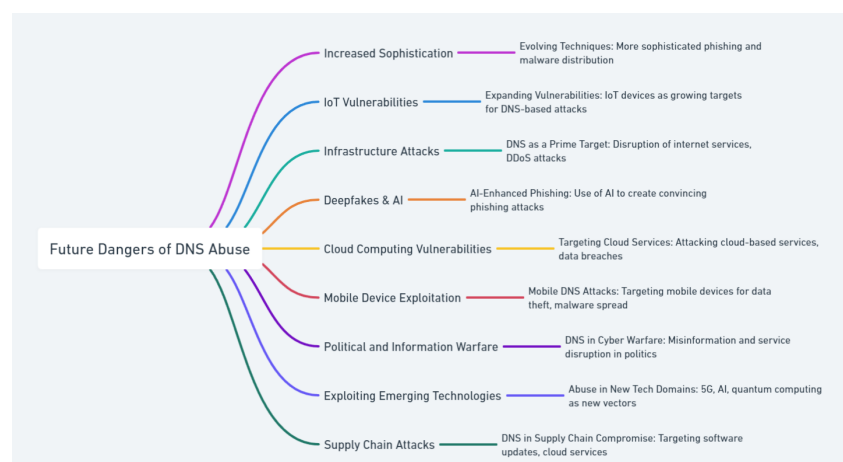 Future Dangers of DNS Abuse
Increased Sophistication
Evolving Techniques: More sophisticated phishing and
malware distribution
IoT Vulnerabilities
Expanding Vulnerabilities: IoT devices as growing targets
for DNS-based attacks
Infrastructure Attacks
DNS as a Prime Target: Disruption of internet services,
DDoS attacks
Deepfakes & AI
AI-Enhanced Phishing: Use of AI to create convincing
phishing attacks
Cloud Computing Vulnerabilities
Targeting Cloud Services: Attacking cloud-based services,
data breaches
Mobile Device Exploitation
Mobile DNS Attacks: Targeting mobile devices for data
theft, malware spread
Political and Information Warfare
DNS in Cyber Warfare: Misinformation and service
disruption in politics
Exploiting Emerging Technologies
Abuse in New Tech Domains: 5G, AI, quantum computing
as new vectors
Supply Chain Attacks
DNS in Supply Chain Compromise: Targeting software
updates, cloud services